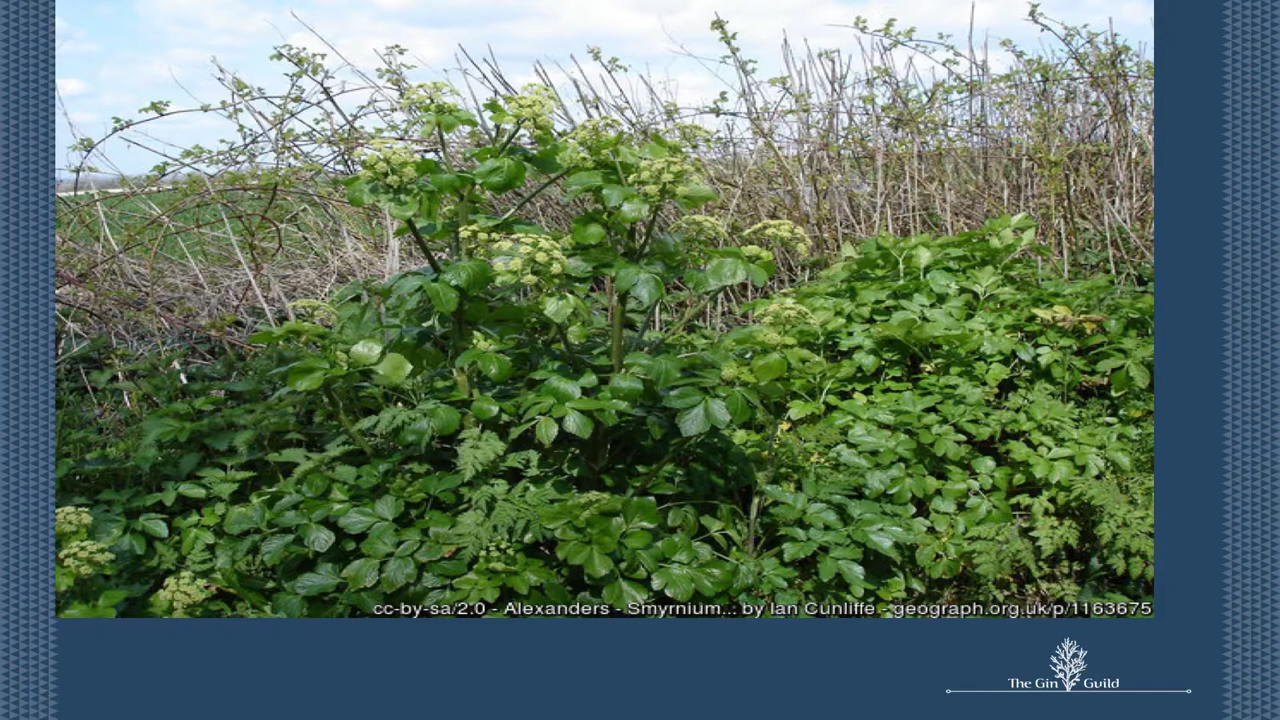 cc-by-sa/2.0 - Alexanders - Smyrnium... by Ian Cunliffe - geograph.org.uk/p/1163675
The Gin Guild